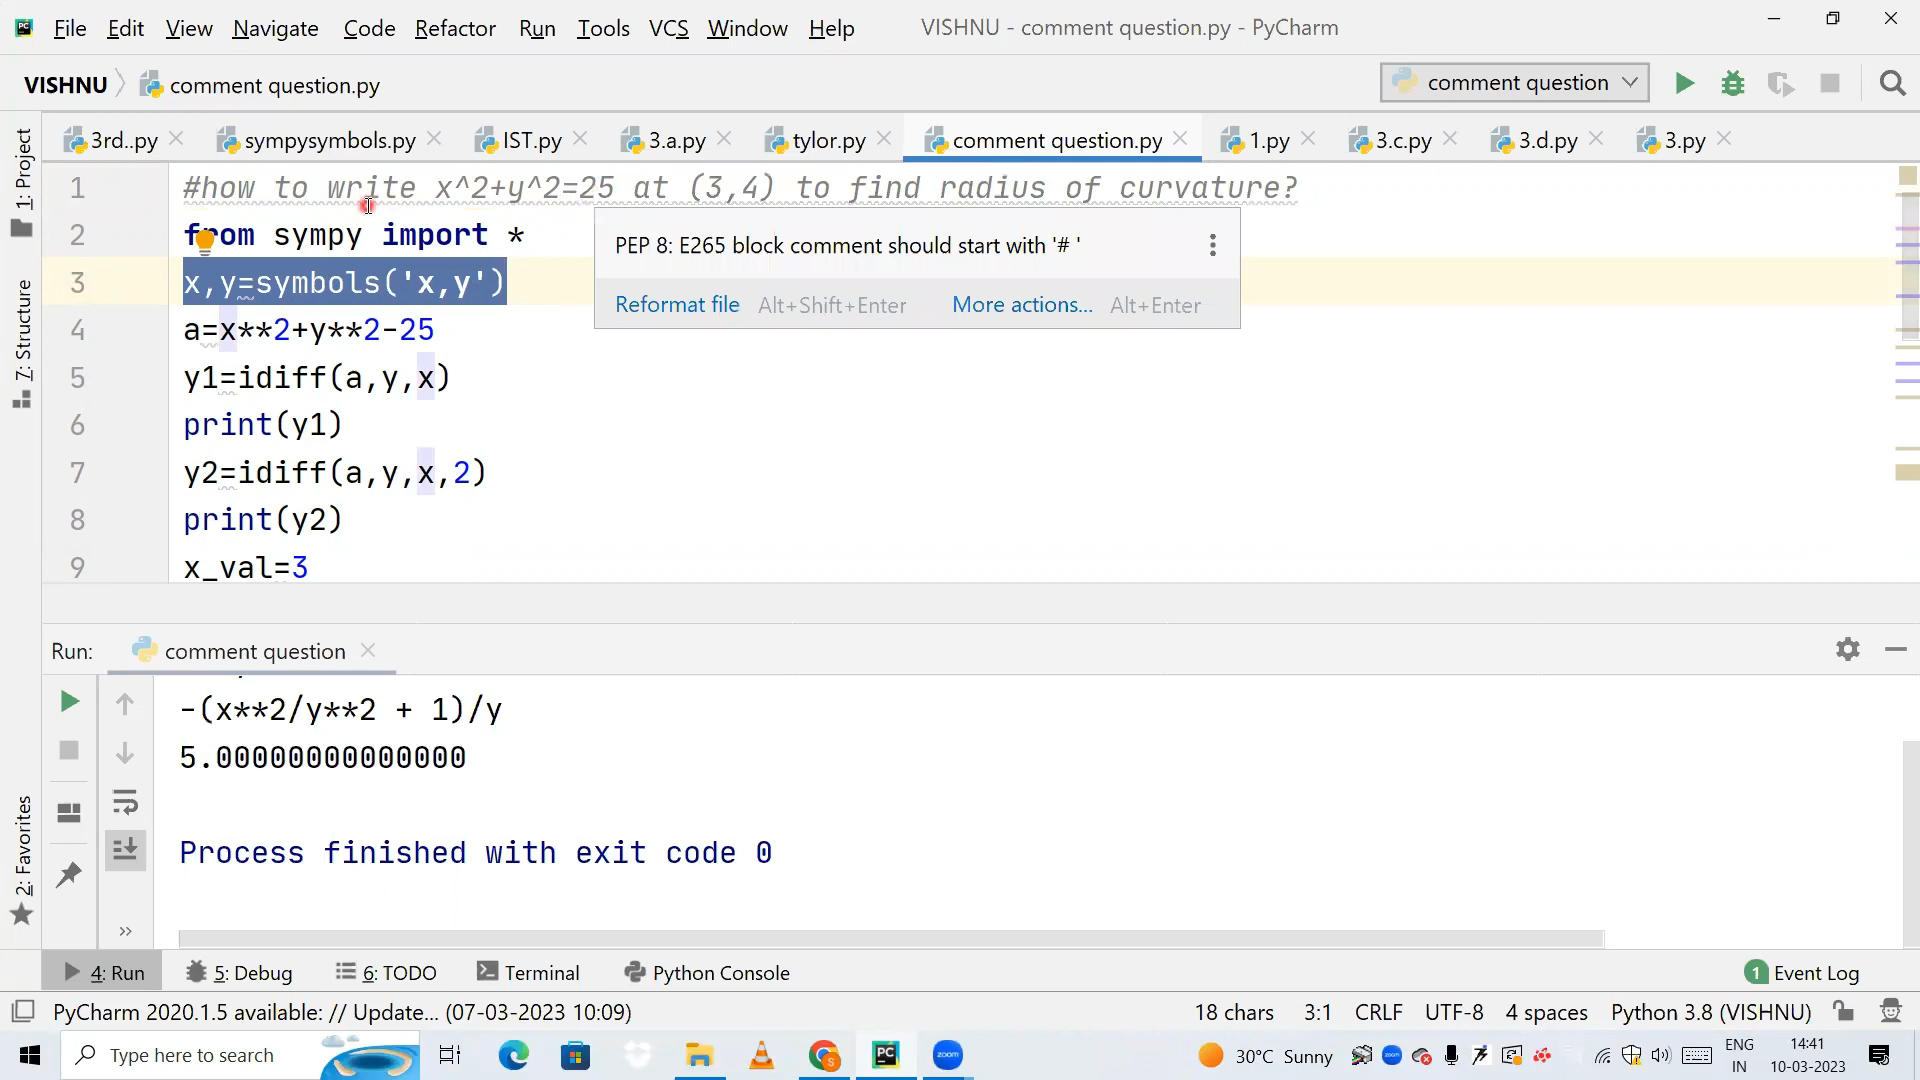 File Edit View Navigate Code Refactor Run Tools VCS Window Help VISHNU - comment question.py - PyCharm
VISHNU comment question.py comment question
3rd..py sympysymbols.py IST.py 3.a.py tylor.py comment question.py 1.py 3.c.py 3.d.py 3.py
1 #how to write x^2+y^2=25 at (3,4) to find radius of curvature?
2 from sympy import *
PEP 8: E265 block comment should start with '# '
3 x,y=symbols('x,y')
Reformat file Alt+Shift+Enter More actions... Alt+Enter
4 a=x**2+y**2-25
5 y1=idiff(a,y,x)
6 print(y1)
7 y2=idiff(a,y,x,2)
8 print(y2)
9 x_val=3
1: Project
7: Structure
2: Favorites
Run: comment question
-(x**2/y**2 + 1)/y
5.00000000000000
Process finished with exit code 0
4: Run 5: Debug 6: TODO Terminal Python Console 1 Event Log
PyCharm 2020.1.5 available: // Update... (07-03-2023 10:09) 18 chars 3:1 CRLF UTF-8 4 spaces Python 3.8 (VISHNU)
Type here to search PC zoom 30°C Sunny zoom ENG 14:41
IN 10-03-2023